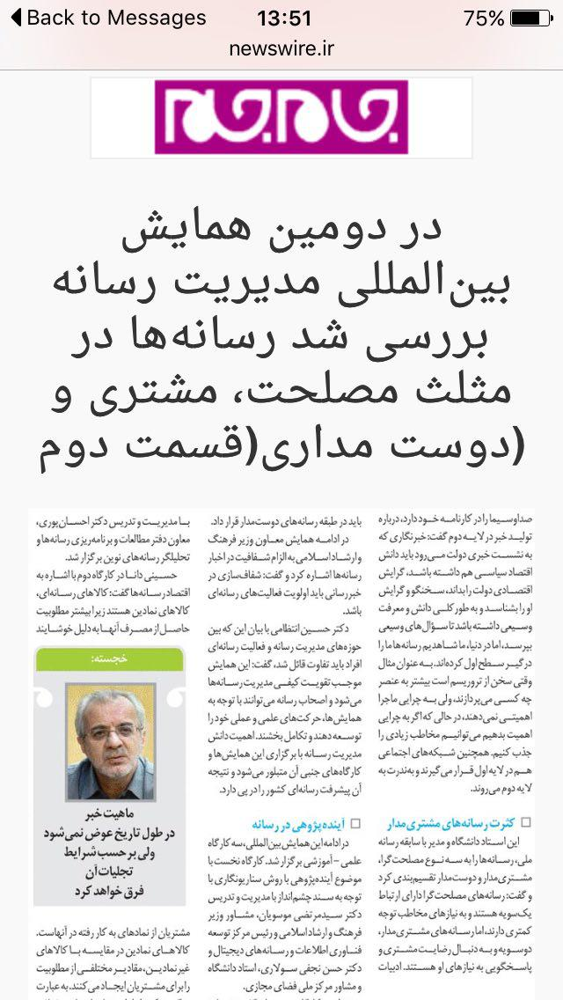 Back to Messages 13:51 75%
newswire.ir
جام‌جم
در دومین همایش
بین‌المللی مدیریت رسانه
بررسی شد رسانه‌ها در
مثلث مصلحت، مشتری و
(دوست مداری(قسمت دوم
صداوسیما را در کارنامه خود دارد، درباره
تولید خبر در لایه دوم گفت: خبرنگاری که
به نشست خبری دولت می‌رود باید دانش
اقتصاد سیاسی هم داشته باشد، گرایش
اقتصادی دولت را بداند، سخنگو و گرایش
او را بشناسد و به طور کلی دانش و معرفت
وسیعی داشته باشد تا سؤال‌های وسیعی
بپرسد، اما در دنیا، ما شاهدیم رسانه‌ها ما را
درگیر سطح اول کرده‌اند. به عنوان مثال
وقتی سخن از تروریسم است بیشتر به عنصر
چه کسی می‌پردازند، ولی به چرایی ماجرا
اهمیتی نمی‌دهند، در حالی که اگر به چرایی
اهمیت بدهیم می‌توانیم مخاطب زیادی را
جذب کنیم. همچنین شبکه‌های اجتماعی
هم در لایه اول قرار می‌گیرند و به‌ندرت به
لایه دوم می‌روند.
کثرت رسانه‌های مشتری‌مدار
این استاد دانشگاه و مدیر با سابقه رسانه
ملی، رسانه‌ها را به سه نوع مصلحت‌گرا،
مشتری‌مدار و دوست‌مدار تقسیم‌بندی کرد
و گفت: رسانه‌های مصلحت‌گرا دارای ارتباط
یک‌سویه هستند و به نیازهای مخاطب توجه
کمتری دارند، اما رسانه‌های مشتری‌مدار،
دوسویه و به دنبال رضایت مشتری و
پاسخگویی به نیازهای او هستند. ادبیات
باید در طبقه رسانه‌های دوست‌مدار قرار داد.
در ادامه همایش معاون وزیر فرهنگ
و ارشاد اسلامی به الزام شفافیت در اخبار
رسانه‌ها اشاره کرد و گفت: شفاف‌سازی در
خبررسانی باید اولویت فعالیت‌های رسانه‌ای
باشد.
دکتر حسین انتظامی با بیان این که بین
حوزه‌های مدیریت رسانه و فعالیت رسانه‌ای
افراد باید تفاوت قائل شد، گفت: این همایش
موجب تقویت کیفی مدیریت رسانه‌ها
می‌شود و اصحاب رسانه می‌توانند با توجه به
همایش‌ها، حرکت‌های علمی و عملی خود را
توسعه دهند و تکامل بخشند. اهمیت دانش
مدیریت رسانه با برگزاری این همایش‌ها و
کارگاه‌های جنبی آن متبلور می‌شود و نتیجه
آن پیشرفت رسانه‌ای کشور را در پی دارد.
آینده‌پژوهی در رسانه
در ادامه این همایش بین‌المللی، سه کارگاه
علمی – آموزشی برگزار شد. کارگاه نخست با
موضوع آینده‌پژوهی با روش سناریونگاری با
توجه به سند چشم‌انداز با مدیریت و تدریس
دکتر سیدمرتضی موسویان، مشاور وزیر
فرهنگ و ارشاد اسلامی و رئیس مرکز توسعه
فناوری اطلاعات و رسانه‌های دیجیتال و
دکتر حسن نجفی سولاری، استاد دانشگاه
و مشاور مرکز ملی فضای مجازی.
با مدیریت و تدریس دکتر احسان‌پوری،
معاون دفتر مطالعات و برنامه‌ریزی رسانه‌ها و
تحلیلگر رسانه‌های نوین برگزار شد.
حسینی دانا در کارگاه دوم با اشاره به
اقتصاد رسانه‌ها گفت: کالاهای رسانه‌ای،
کالاهای نمادین هستند زیرا بیشتر مطلوبیت
حاصل از مصرف آنها به دلیل خوشایند
خجسته:
ماهیت خبر
در طول تاریخ عوض نمی‌شود
ولی بر حسب شرایط
تجلیات آن
فرق خواهد کرد
مشتریان از نمادهای به کار رفته در آنهاست.
کالاهای نمادین در مقایسه با کالاهای
غیر نمادین، مقادیر مختلفی از مطلوبیت
را برای مشتریان ایجاد می‌کنند. به عبارت